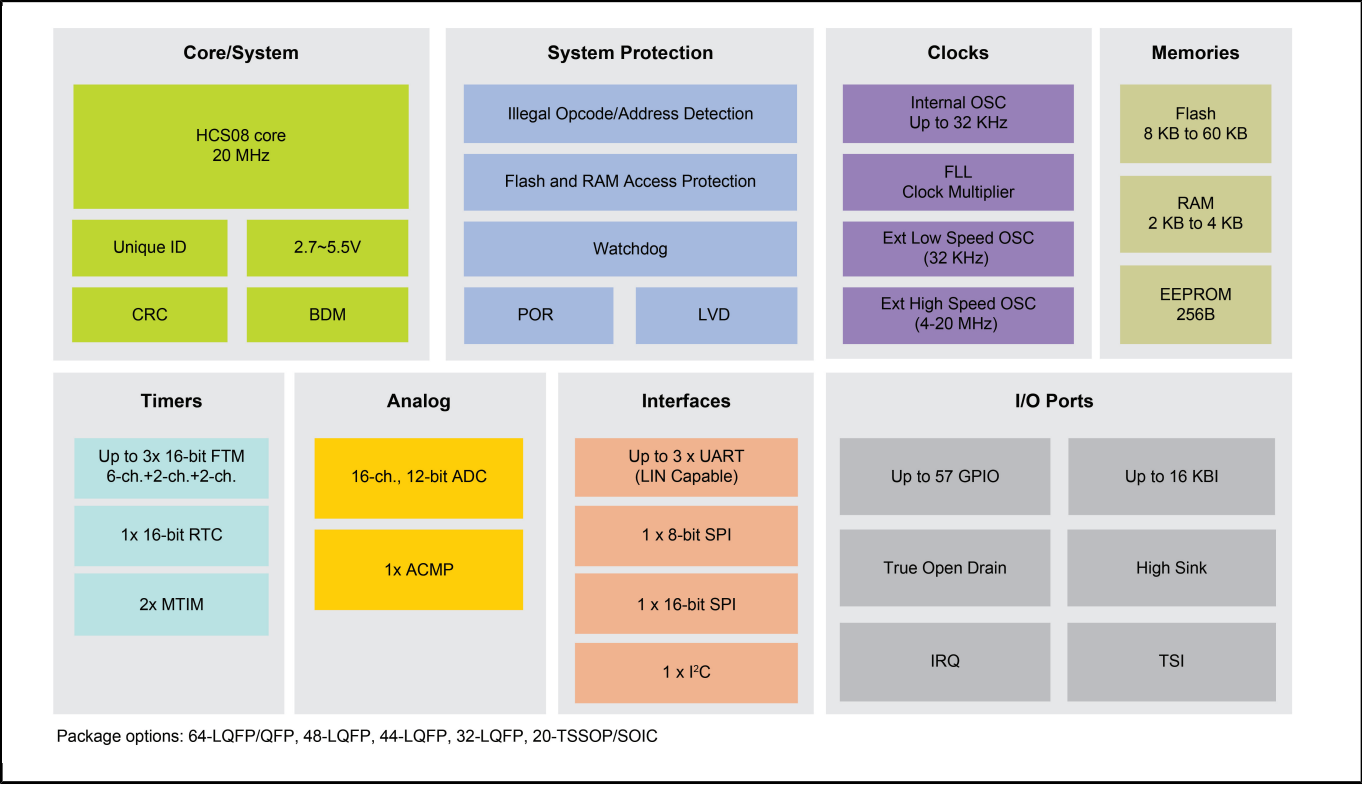 Core/System
HCS08 core
20 MHz
Unique ID
2.7~5.5V
CRC
BDM
System Protection
Illegal Opcode/Address Detection
Flash and RAM Access Protection
Watchdog
POR
LVD
Clocks
Internal OSC
Up to 32 KHz
FLL
Clock Multiplier
Ext Low Speed OSC
(32 KHz)
Ext High Speed OSC
(4-20 MHz)
Memories
Flash
8 KB to 60 KB
RAM
2 KB to 4 KB
EEPROM
256B
Timers
Up to 3x 16-bit FTM
6-ch.+2-ch.+2-ch.
1x 16-bit RTC
2x MTIM
Analog
16-ch., 12-bit ADC
1x ACMP
Interfaces
Up to 3 x UART
(LIN Capable)
1 x 8-bit SPI
1 x 16-bit SPI
1 x I²C
I/O Ports
Up to 57 GPIO
Up to 16 KBI
True Open Drain
High Sink
IRQ
TSI
Package options: 64-LQFP/QFP, 48-LQFP, 44-LQFP, 32-LQFP, 20-TSSOP/SOIC